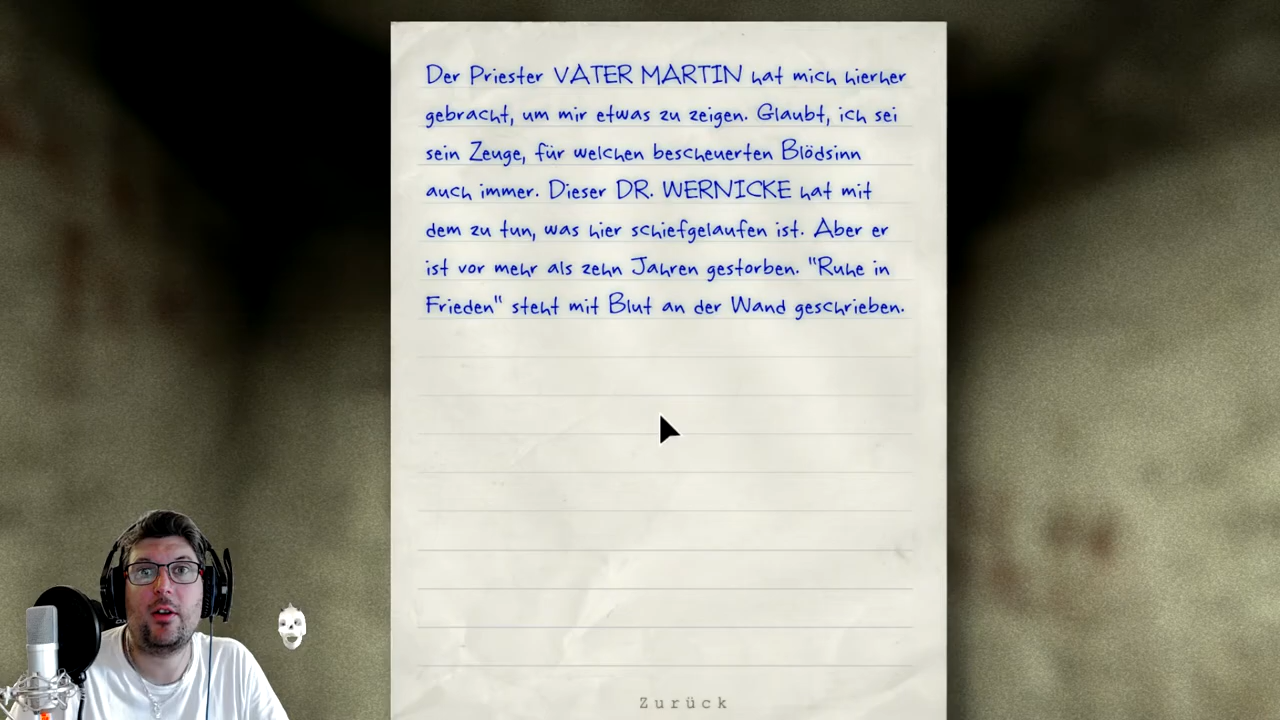 Der Priester VATER MARTIN hat mich hierher
gebracht, um mir etwas zu zeigen. Glaubt, ich sei
sein Zeuge, für welchen bescheuerten Blödsinn
auch immer. Dieser DR. WERNICKE hat mit
dem zu tun, was hier schiefgelaufen ist. Aber er
ist vor mehr als zehn Jahren gestorben. "Ruhe in
Frieden" steht mit Blut an der Wand geschrieben.
Zurück